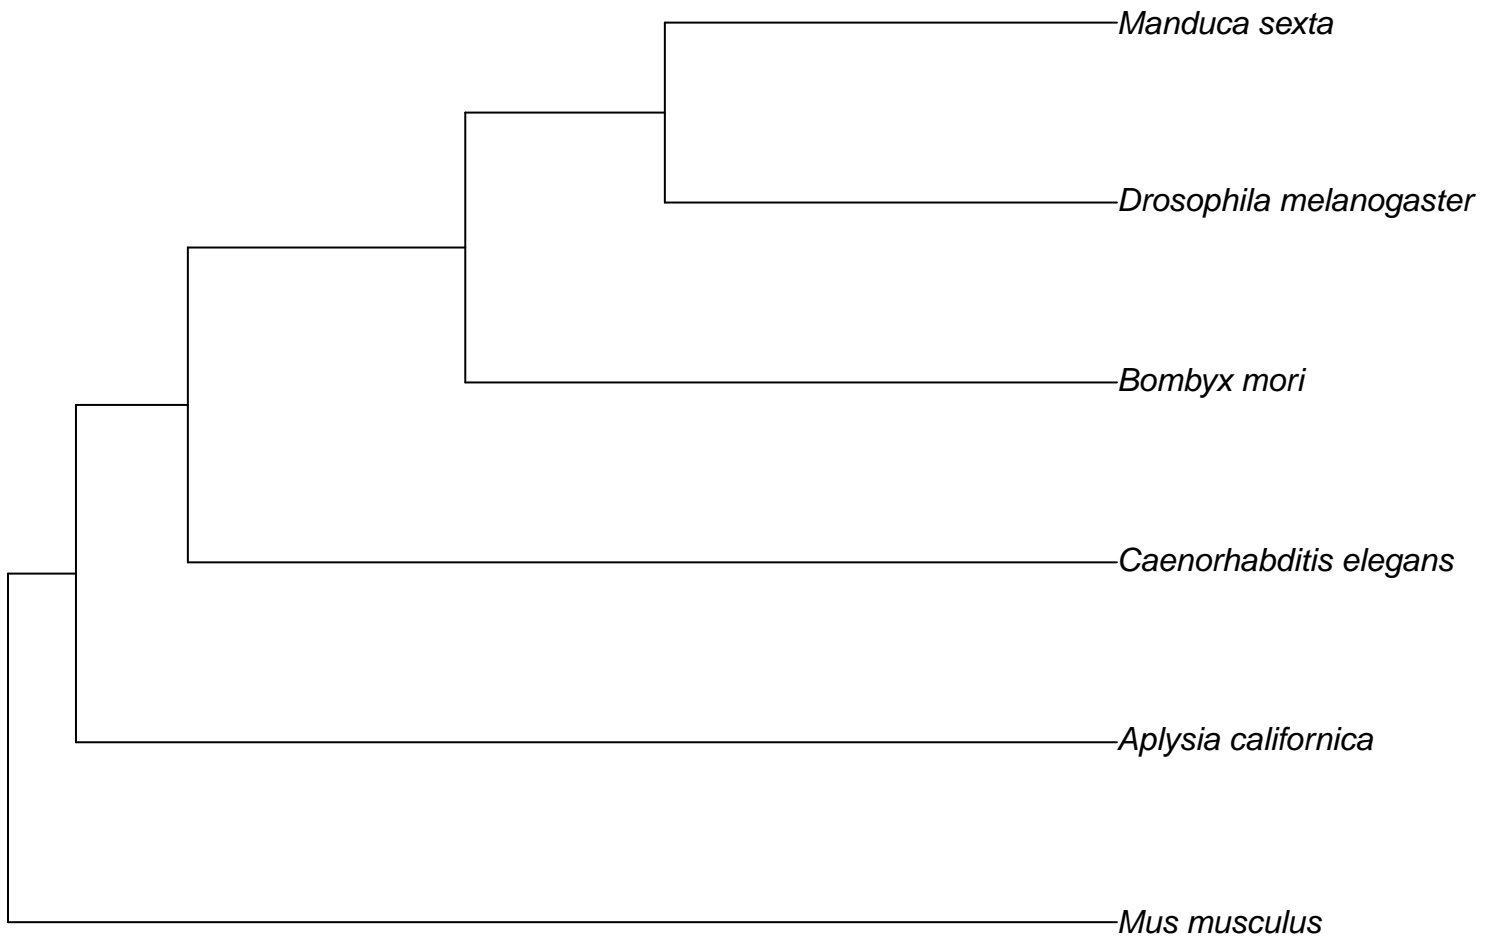 Manduca sexta
Drosophila melanogaster
Bombyx mori
Caenorhabditis elegans
Aplysia californica
Mus musculus